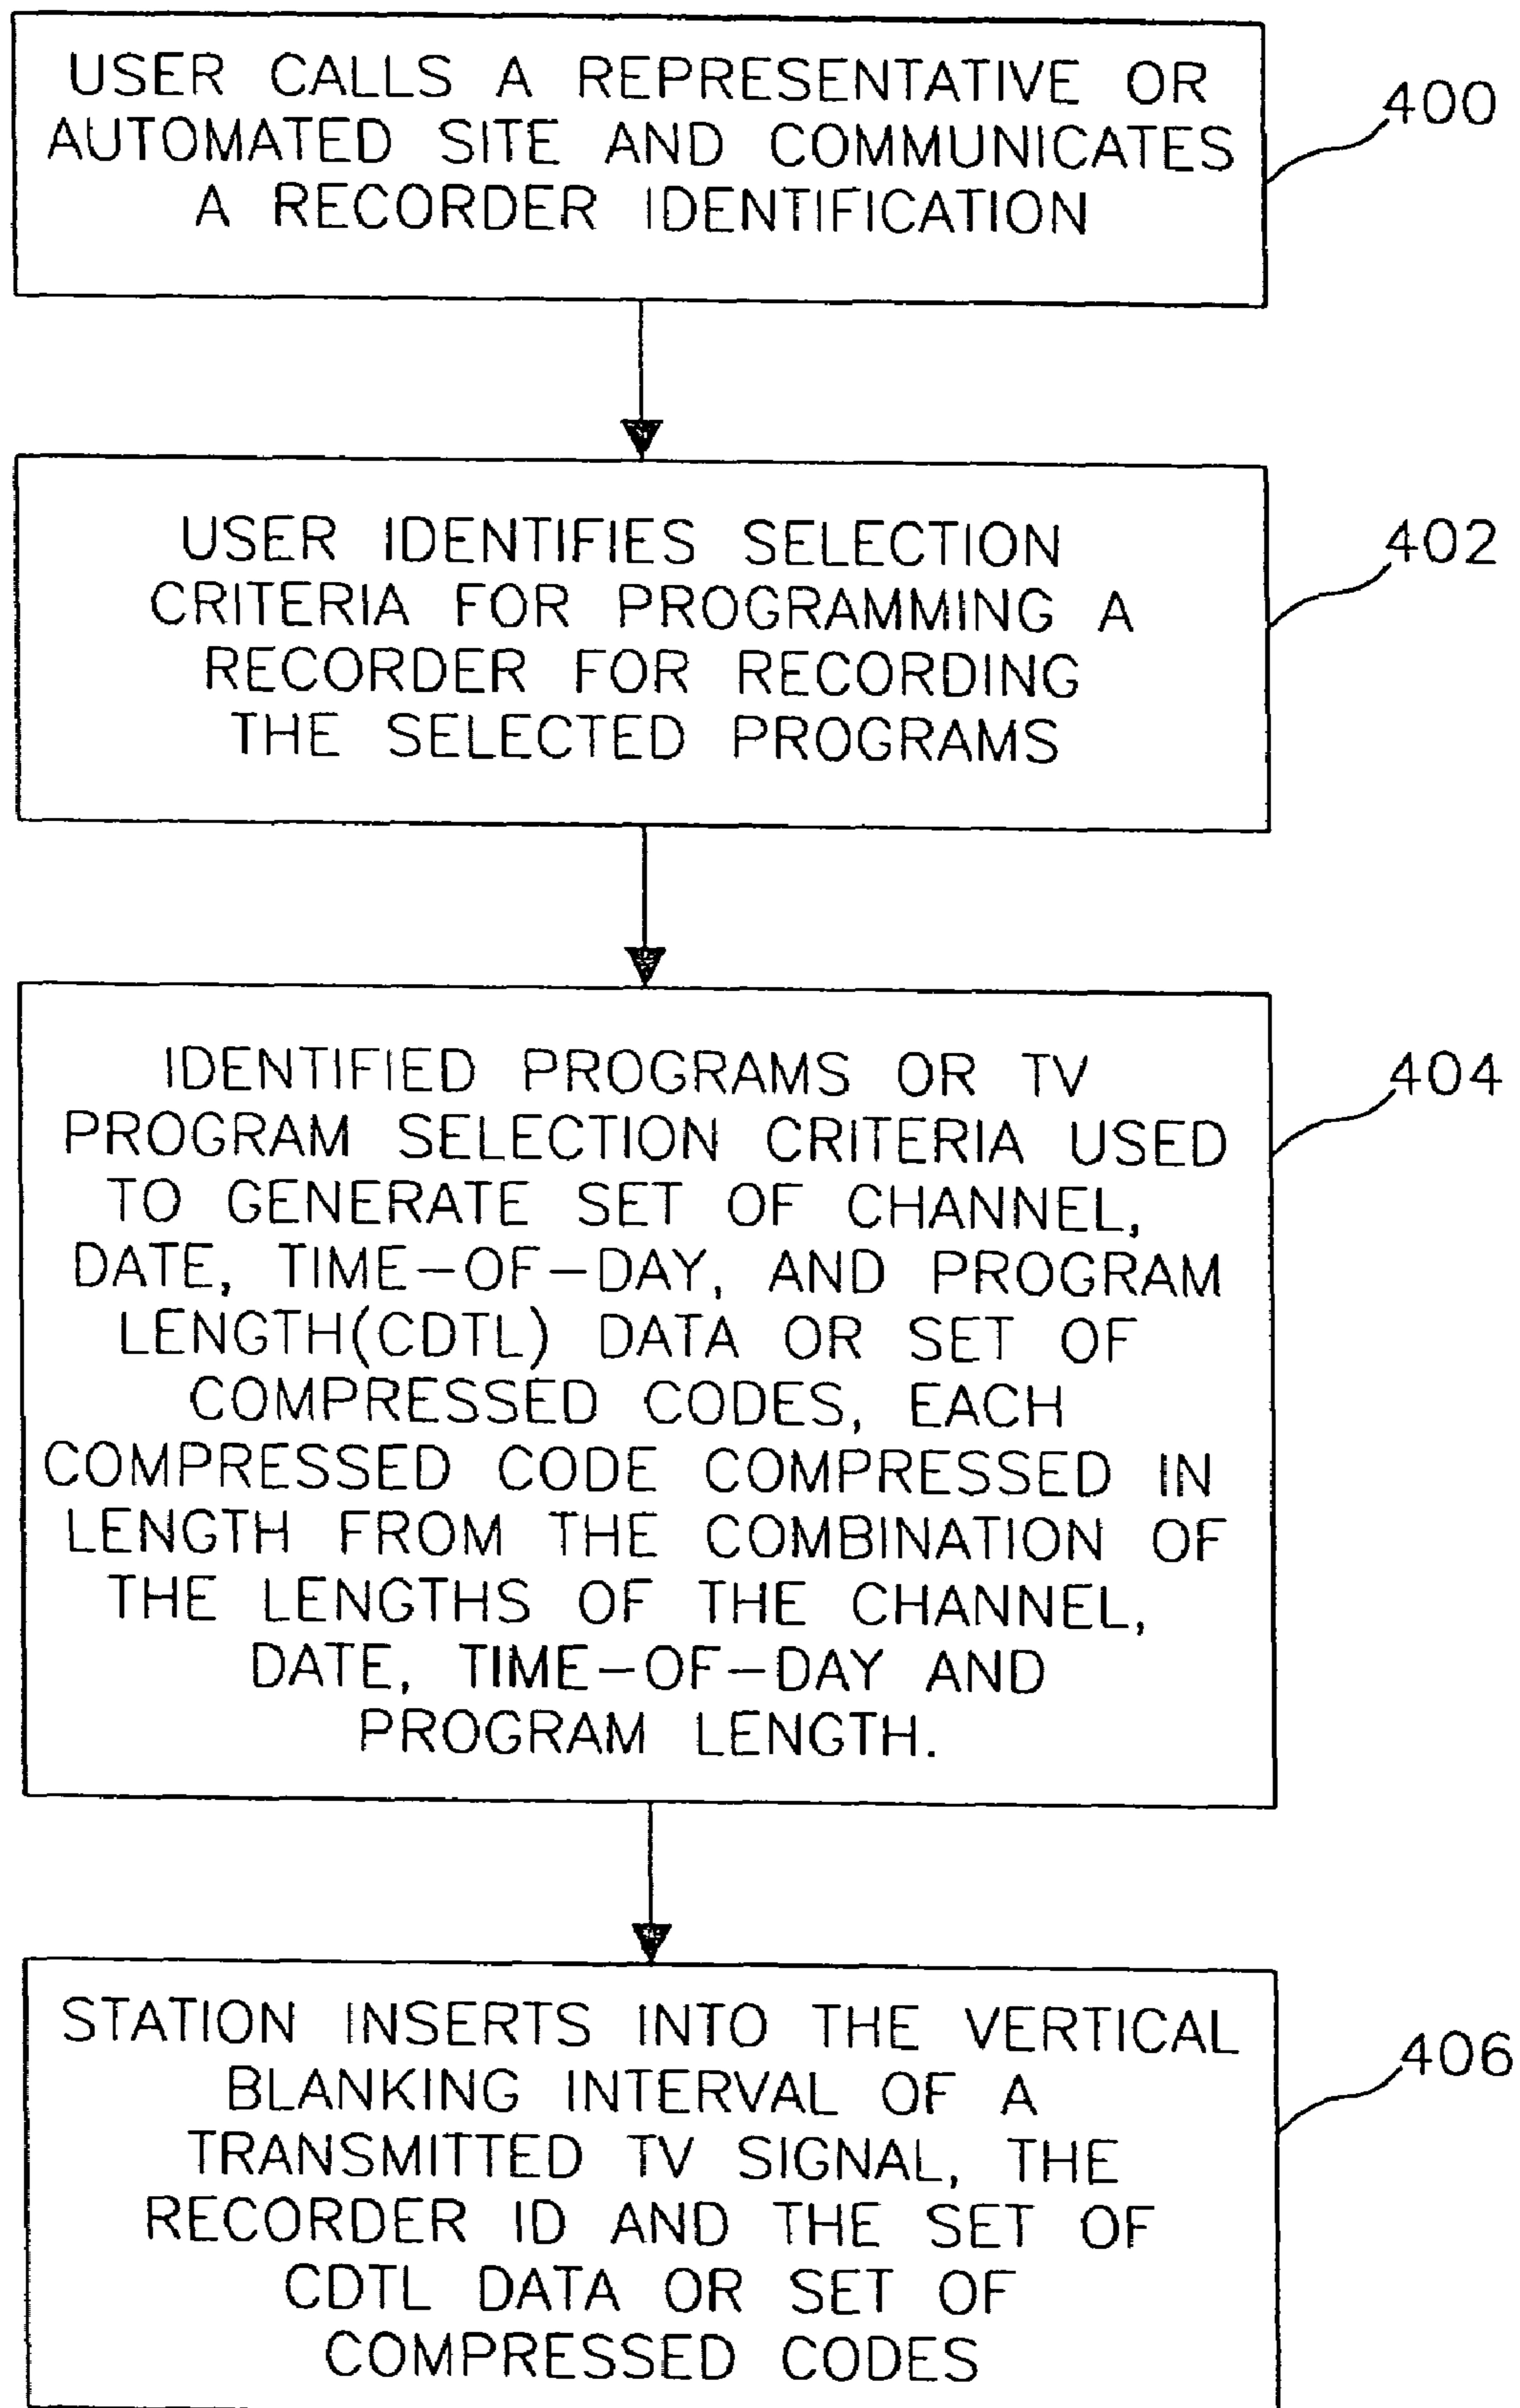 USER CALLS A REPRESENTATIVE OR
AUTOMATED SITE AND COMMUNICATES
A RECORDER IDENTIFICATION
400
USER IDENTIFIES SELECTION
CRITERIA FOR PROGRAMMING A
RECORDER FOR RECORDING
THE SELECTED PROGRAMS
402
IDENTIFIED PROGRAMS OR TV
PROGRAM SELECTION CRITERIA USED
TO GENERATE SET OF CHANNEL,
DATE, TIME-OF-DAY, AND PROGRAM
LENGTH(CDTL) DATA OR SET OF
COMPRESSED CODES, EACH
COMPRESSED CODE COMPRESSED IN
LENGTH FROM THE COMBINATION OF
THE LENGTHS OF THE CHANNEL,
DATE, TIME-OF-DAY AND
PROGRAM LENGTH.
404
STATION INSERTS INTO THE VERTICAL
BLANKING INTERVAL OF A
TRANSMITTED TV SIGNAL, THE
RECORDER ID AND THE SET OF
CDTL DATA OR SET OF
COMPRESSED CODES
406